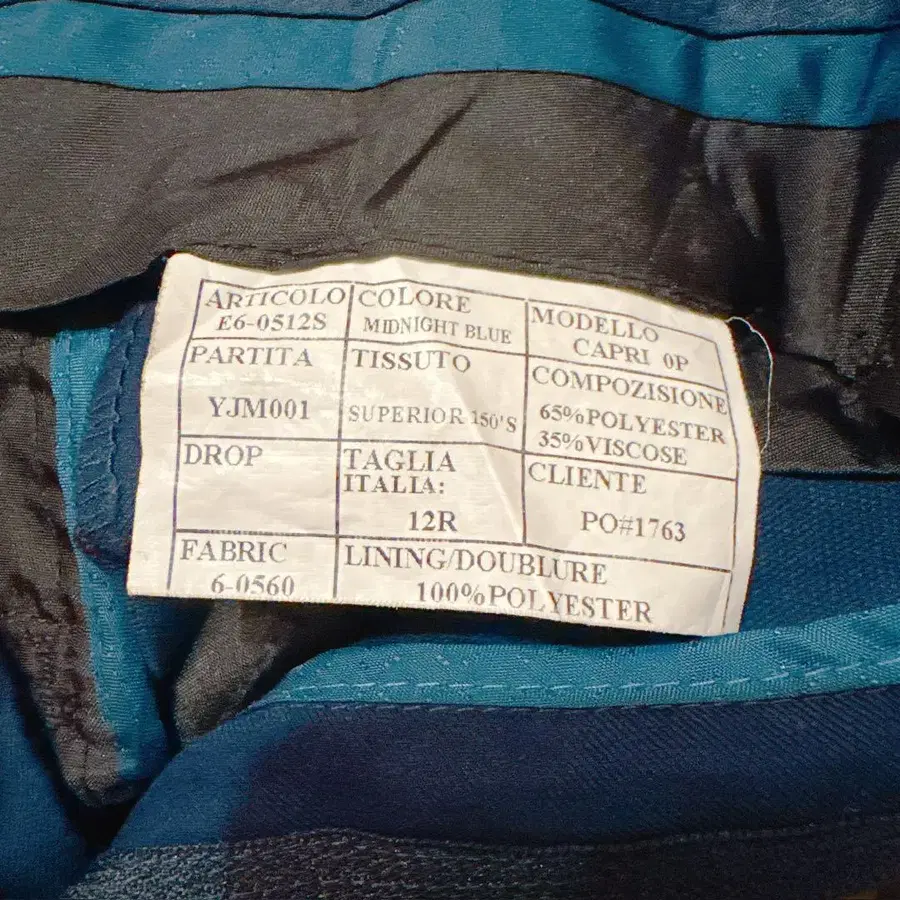 ARTICOLO
E6-0512S
COLORE
MIDNIGHT BLUE
MODELLO
CAPRI 0P
PARTITA
YJM001
TISSUTO
SUPERIOR 150'S
COMPOZISIONE
65%POLYESTER
35%VISCOSE
DROP
TAGLIA
ITALIA:
12R
CLIENTE
PO#1763
FABRIC
6-0560
LINING/DOUBLURE
100%POLYESTER